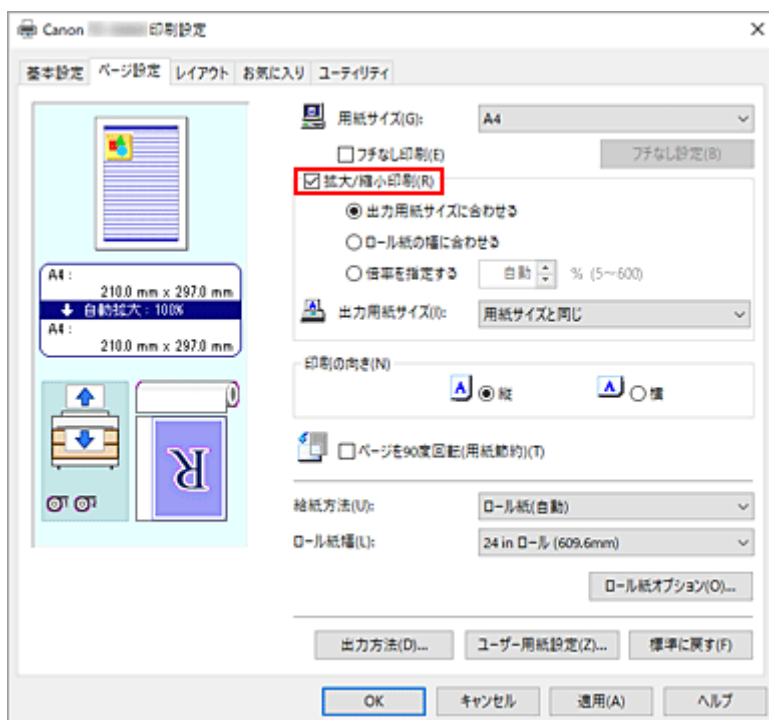 Canon 印刷設定
基本設定 ページ設定 レイアウト お気に入り ユーティリティ
用紙サイズ(G): A4
フチなし印刷(E) フチなし設定(B)
拡大/縮小印刷(R)
出力用紙サイズに合わせる
ロール紙の幅に合わせる
倍率を指定する 自動 % (5～600)
出力用紙サイズ(I): 用紙サイズと同じ
A4 :
210.0 mm x 297.0 mm
自動拡大 : 100%
A4 :
210.0 mm x 297.0 mm
印刷の向き(N)
A 縦 A 横
ページを90度回転(用紙節約)(T)
R
給紙方法(U): ロール紙(自動)
ロール紙幅(L): 24 in ロール (609.6mm)
ロール紙オプション(O)...
出力方法(D)... ユーザー用紙設定(Z)... 標準に戻す(F)
OK キャンセル 適用(A) ヘルプ